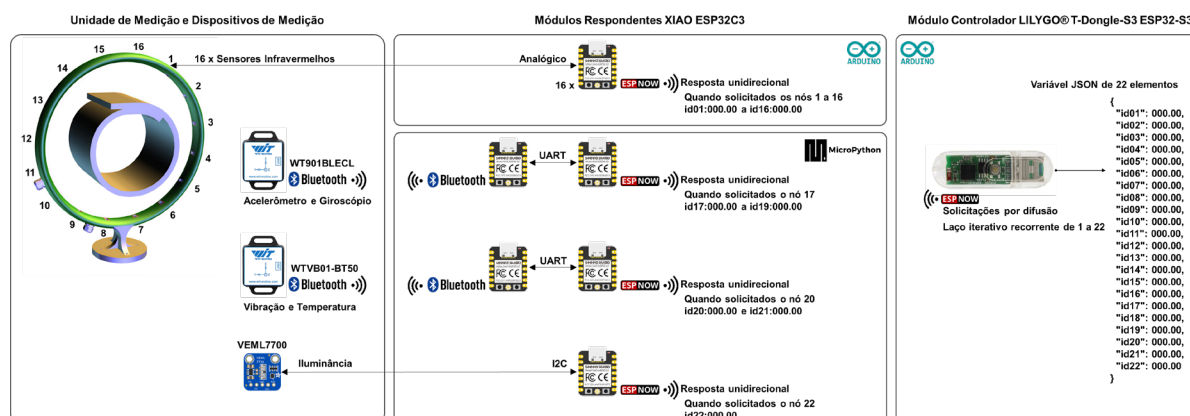 Unidade de Medição e Dispositivos de Medição
Módulos Respondentes XIAO ESP32C3
Módulo Controlador LILYGO® T-Dongle-S3 ESP32-S3
15
16
1
14
2
13
3
12
4
11
5
10
6
9
8
7
16 x Sensores Infravermelhos
WT901BLECL
Bluetooth
Acelerômetro e Giroscópio
WTVB01-BT50
Bluetooth
Vibração e Temperatura
VEML7700
Iluminância
Analógico
16 x
ESP NOW
Resposta unidirecional
Quando solicitados os nós 1 a 16
id01:000.00 a id16:000.00
ARDUINO
MicroPython
Bluetooth
UART
ESP NOW
Resposta unidirecional
Quando solicitados o nó 17
id17:000.00 a id19:000.00
Bluetooth
UART
ESP NOW
Resposta unidirecional
Quando solicitados o nó 20
id20:000.00 e id21:000.00
I2C
ESP NOW
Resposta unidirecional
Quando solicitados o nó 22
id22:000.00
ARDUINO
ESP NOW
Solicitações por difusão
Laço iterativo recorrente de 1 a 22
Variável JSON de 22 elementos
{
"id01": 000.00,
"id02": 000.00,
"id03": 000.00,
"id04": 000.00,
"id05": 000.00,
"id06": 000.00,
"id07": 000.00,
"id08": 000.00,
"id09": 000.00,
"id10": 000.00,
"id11": 000.00,
"id12": 000.00,
"id13": 000.00,
"id14": 000.00,
"id15": 000.00,
"id16": 000.00,
"id17": 000.00,
"id18": 000.00,
"id19": 000.00,
"id20": 000.00,
"id21": 000.00,
"id22": 000.00
}